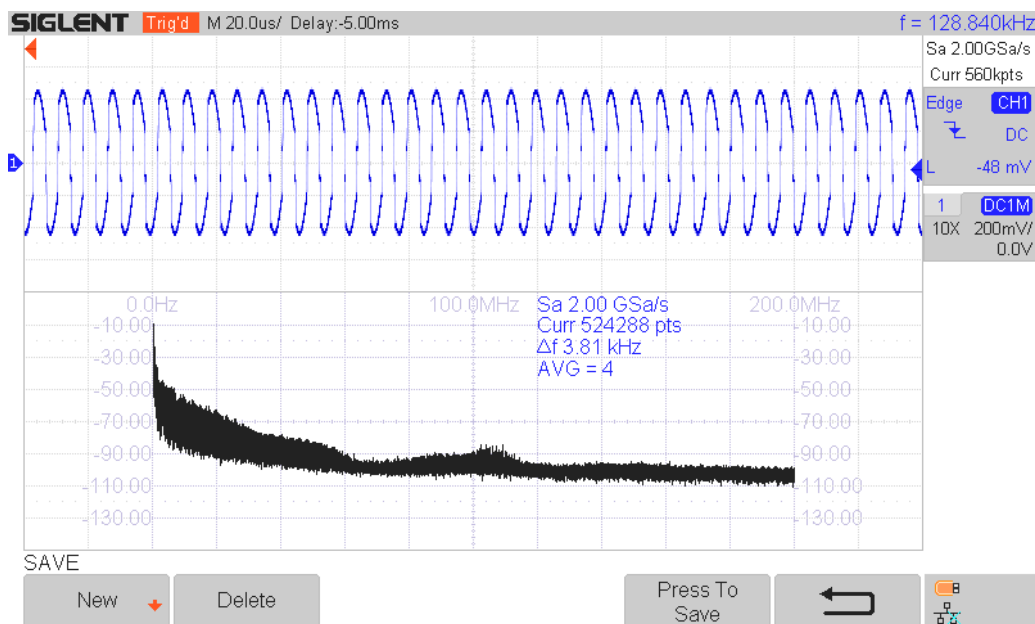 SIGLENT Trig'd M 20.0us/ Delay:-5.00ms f = 128.840kHz
Sa 2.00GSa/s
Curr 560kpts
Edge CH1
DC
L -48 mV
1 DC1M
10X 200mV/
0.0V
1
0.0Hz 100.0MHz 200.0MHz
Sa 2.00 GSa/s
Curr 524288 pts
Δf 3.81 kHz
AVG = 4
-10.00 -10.00
-30.00 -30.00
-50.00 -50.00
-70.00 -70.00
-90.00 -90.00
-110.00 -110.00
-130.00 -130.00
SAVE
New Delete Press To
Save